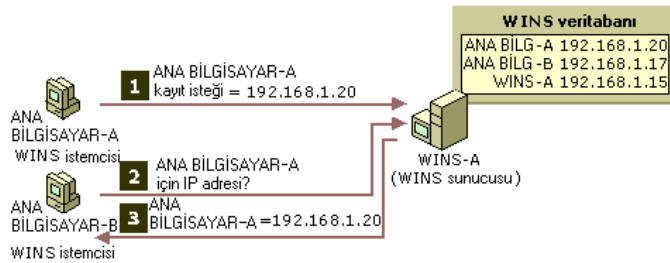 WINS veritabanı
ANA BİLG-A 192.168.1.20
ANA BİLG-B 192.168.1.17
WINS-A 192.168.1.15
1 ANA BİLGİSAYAR-A
kayıt isteği = 192.168.1.20
ANA
BİLGİSAYAR-A
WINS istemcisi
WINS-A
(WINS sunucusu)
2 ANA BİLGİSAYAR-A
için IP adresi?
3 ANA
BİLGİSAYAR-A =192.168.1.20
ANA
BİLGİSAYAR-B
WINS istemcisi